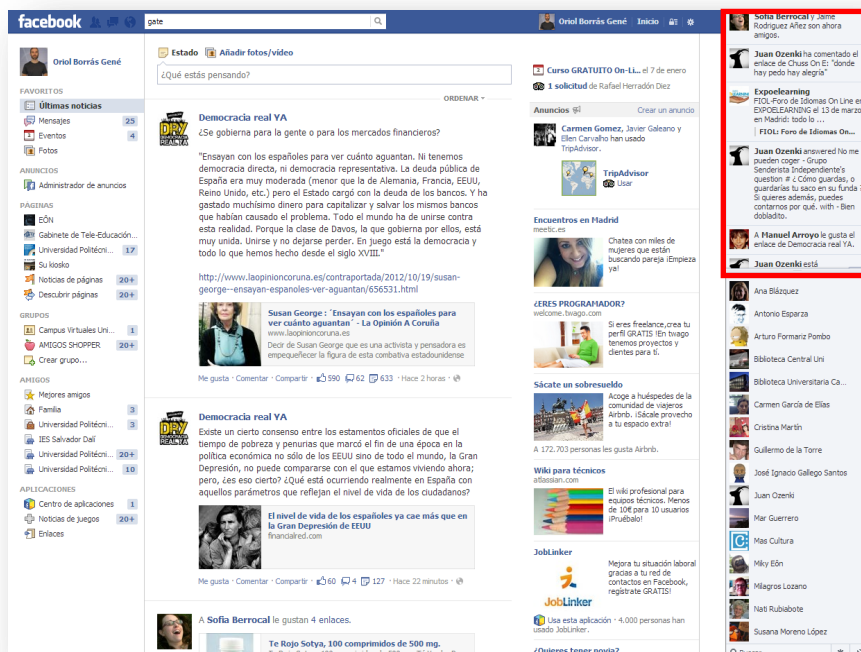 facebook
gate
Oriol Borrás Gené Inicio
Oriol Borrás Gené
FAVORITOS
Últimas noticias
Mensajes 25
Eventos 4
Fotos
ANUNCIOS
Administrador de anuncios
PÁGINAS
EÓN
Gabinete de Tele-Educación...
Universidad Politécni... 17
Su kiosko
Noticias de páginas 20+
Descubrir páginas 20+
GRUPOS
Campus Virtuales Uni... 1
AMIGOS SHOPPER 20+
Crear grupo...
AMIGOS
Mejores amigos
Familia 3
Universidad Politécni... 3
IES Salvador Dalí
Universidad Politécni... 20+
Universidad Politécni... 10
APLICACIONES
Centro de aplicaciones 1
Noticias de juegos 20+
Enlaces
Estado Añadir fotos/vídeo
¿Qué estás pensando?
ORDENAR
Democracia real YA
¿Se gobierna para la gente o para los mercados financieros?
"Ensayan con los españoles para ver cuánto aguantan. Ni tenemos
democracia directa, ni democracia representativa. La deuda pública de
España era muy moderada (menor que la de Alemania, Francia, EEUU,
Reino Unido, etc.) pero el Estado cargó con la deuda de los bancos. Y ha
gastado muchísimo dinero para capitalizar y salvar los mismos bancos
que habían causado el problema. Todo el mundo ha de unirse contra
esta realidad. Porque la clase de Davos, la que gobierna por ellos, está
muy unida. Unirse y no dejarse perder. En juego está la democracia y
todo lo que hemos hecho desde el siglo XVIII."
http://www.laopinioncoruna.es/contraportada/2012/10/19/susan-
george--ensayan-espanoles-ver-aguantan/656531.html
Susan George : ´Ensayan con los españoles para
ver cuánto aguantan´ - La Opinión A Coruña
www.laopinioncoruna.es
Decir de Susan George que es una activista y pensadora es
empequeñecer la figura de esta combativa estadounidense
Me gusta · Comentar · Compartir · 590 62 633 · Hace 2 horas ·
Democracia real YA
Existe un cierto consenso entre los estamentos oficiales de que el
tiempo de pobreza y penurias que marcó el fin de una época en la
política económica no sólo de los EEUU sino de todo el mundo, la Gran
Depresión, no puede compararse con el que estamos viviendo ahora;
pero, ¿es eso cierto? ¿Qué está ocurriendo realmente en España con
aquellos parámetros que reflejan el nivel de vida de los ciudadanos?
El nivel de vida de los españoles ya cae más que en
la Gran Depresión de EEUU
financialred.com
Me gusta · Comentar · Compartir · 60 4 127 · Hace 22 minutos ·
A Sofia Berrocal le gustan 4 enlaces.
Te Rojo Sotya, 100 comprimidos de 500 mg.
Curso GRATUITO On-Li... el 7 de enero
1 solicitud de Rafael Herradón Diez
Anuncios Crear un anuncio
Carmen Gomez, Javier Galeano y
Ellen Carvalho han usado
TripAdvisor.
TripAdvisor
Usar
Encuentros en Madrid
meetic.es
Chatea con miles de
mujeres que están
buscando pareja ¡Empieza
ya!
¿ERES PROGRAMADOR?
welcome.twago.com
Si eres freelance,crea tu
perfil GRATIS !En twago
tenemos proyectos y
clientes para tí.
Sácate un sobresueldo
Acoge a huéspedes de la
comunidad de viajeros
Airbnb. ¡Sácale provecho
a tu espacio extra!
A 172.703 personas les gusta Airbnb.
Wiki para técnicos
atlassian.com
El wiki profesional para
equipos técnicos. Menos
de 10€ para 10 usuarios
¡Pruébalo!
JobLinker
Mejora tu situación laboral
gracias a tu red de
contactos en Facebook,
regístrate GRATIS!
JobLinker
Usa esta aplicación · 4.000 personas han
usado JobLinker.
¿Quieres tener novia?
Sofia Berrocal y Jaime
Rodriguez Añez son ahora
amigos.
Juan Ozenki ha comentado el
enlace de Chuss On E: "donde
hay pedo hay alegría"
Expoelearning
FIOL-Foro de Idiomas On Line en
EXPOELEARNING el 13 de marzo
en Madrid: todo lo ...
FIOL: Foro de Idiomas On...
Juan Ozenki answered No me
pueden coger - Grupo
Senderista Independiente's
question # ¿ Cómo guardas, o
guardarías tu saco en su funda ?
Si quieres además, puedes
contarnos por qué. with - Bien
dobladito.
A Manuel Arroyo le gusta el
enlace de Democracia real YA.
Juan Ozenki está
Ana Blázquez
Antonio Esparza
Arturo Formariz Pombo
Biblioteca Central Uni
Biblioteca Universitaria Ca...
Carmen García de Elías
Cristina Martín
Guillermo de la Torre
José Ignacio Gallego Santos
Juan Ozenki
Mar Guerrero
Mas Cultura
Miky Eôn
Milagros Lozano
Nati Rubiabote
Susana Moreno López